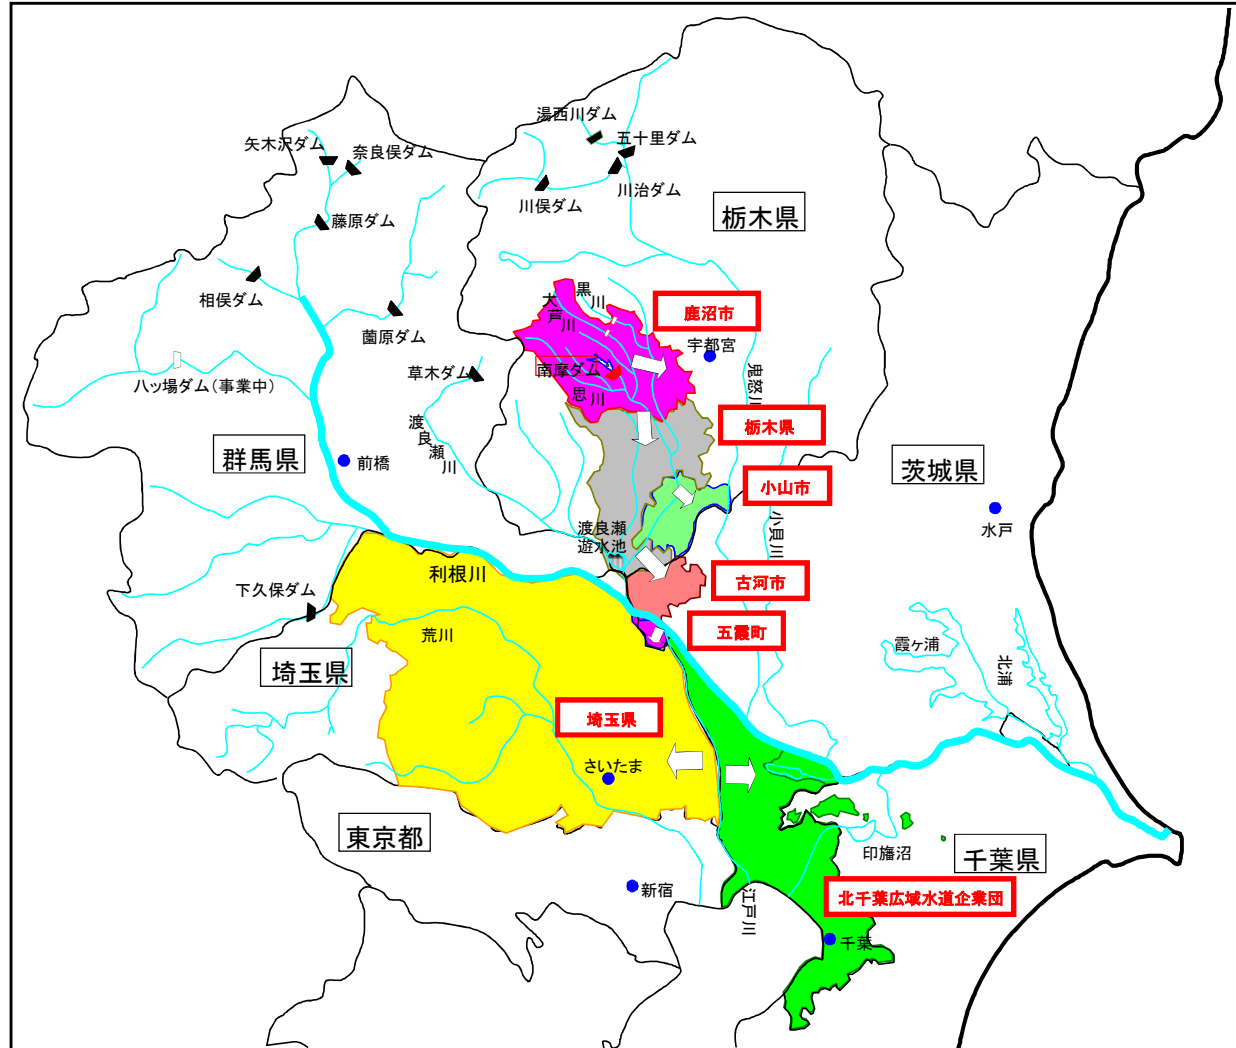 湯西川ダム
五十里ダム
矢木沢ダム
奈良俣ダム
川治ダム
川俣ダム
藤原ダム
栃木県
相俣ダム
黒川
大芦川
薗原ダム
鹿沼市
宇都宮
八ッ場ダム(事業中)
草木ダム
南摩ダム
鬼怒川
思川
渡良瀬川
栃木県
群馬県
前橋
茨城県
小山市
水戸
小貝川
渡良瀬
遊水池
利根川
古河市
下久保ダム
荒川
五霞町
霞ヶ浦
北浦
埼玉県
埼玉県
さいたま
東京都
印旛沼
千葉県
新宿
江戸川
北千葉広域水道企業団
千葉